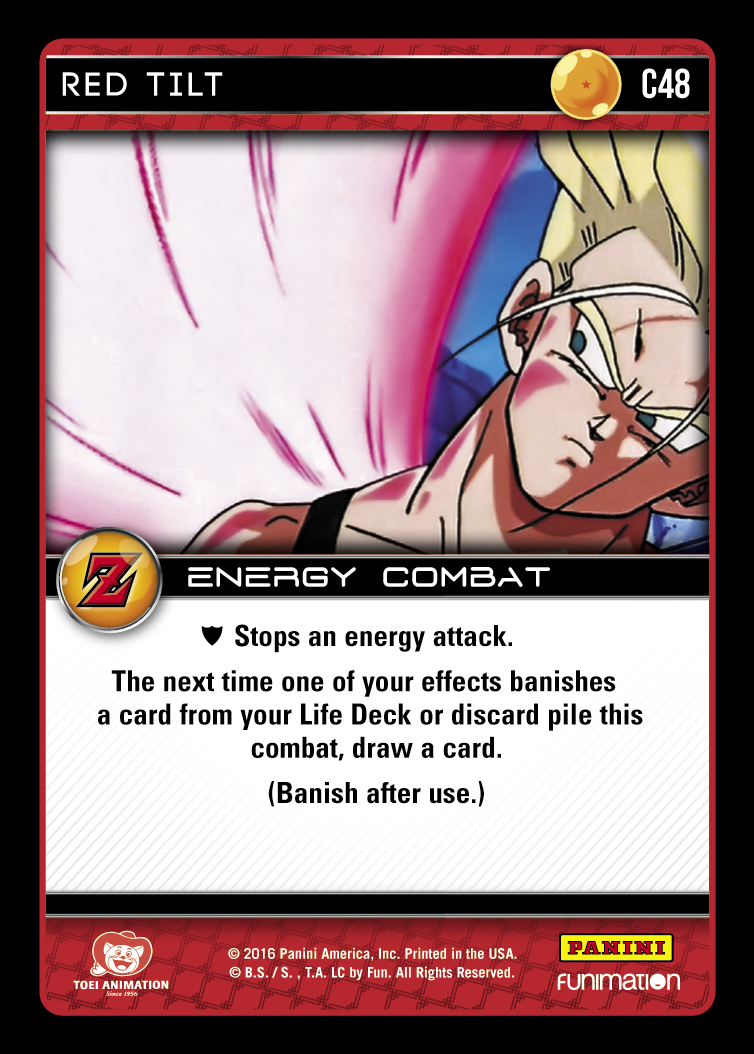 RED TILT
C48
Z
ENERGY COMBAT
Stops an energy attack.
The next time one of your effects banishes
a card from your Life Deck or discard pile this
combat, draw a card.
(Banish after use.)
TOEI ANIMATION
Since 1956
© 2016 Panini America, Inc. Printed in the USA.
© B.S. / S. , T.A. LC by Fun. All Rights Reserved.
PANINI
FUNIMATION